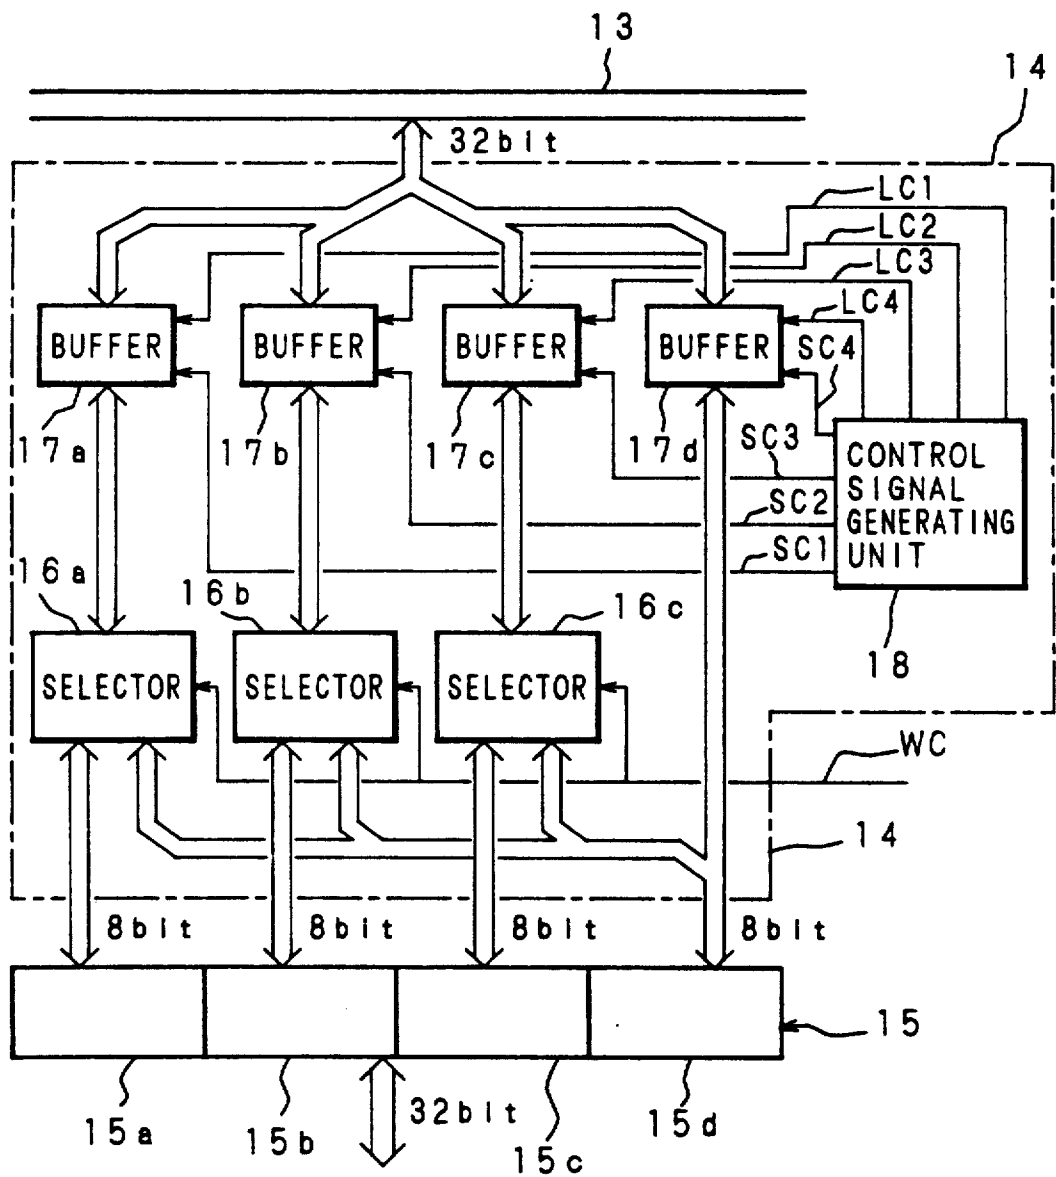 13
14
32bit
LC1
LC2
LC3
LC4
SC4
BUFFER
BUFFER
BUFFER
BUFFER
17a
17b
17c
17d
SC3
SC2
SC1
CONTROL
SIGNAL
GENERATING
UNIT
16a
16b
16c
18
SELECTOR
SELECTOR
SELECTOR
WC
14
8bit
8bit
8bit
8bit
15
15a
15b
32bit
15c
15d